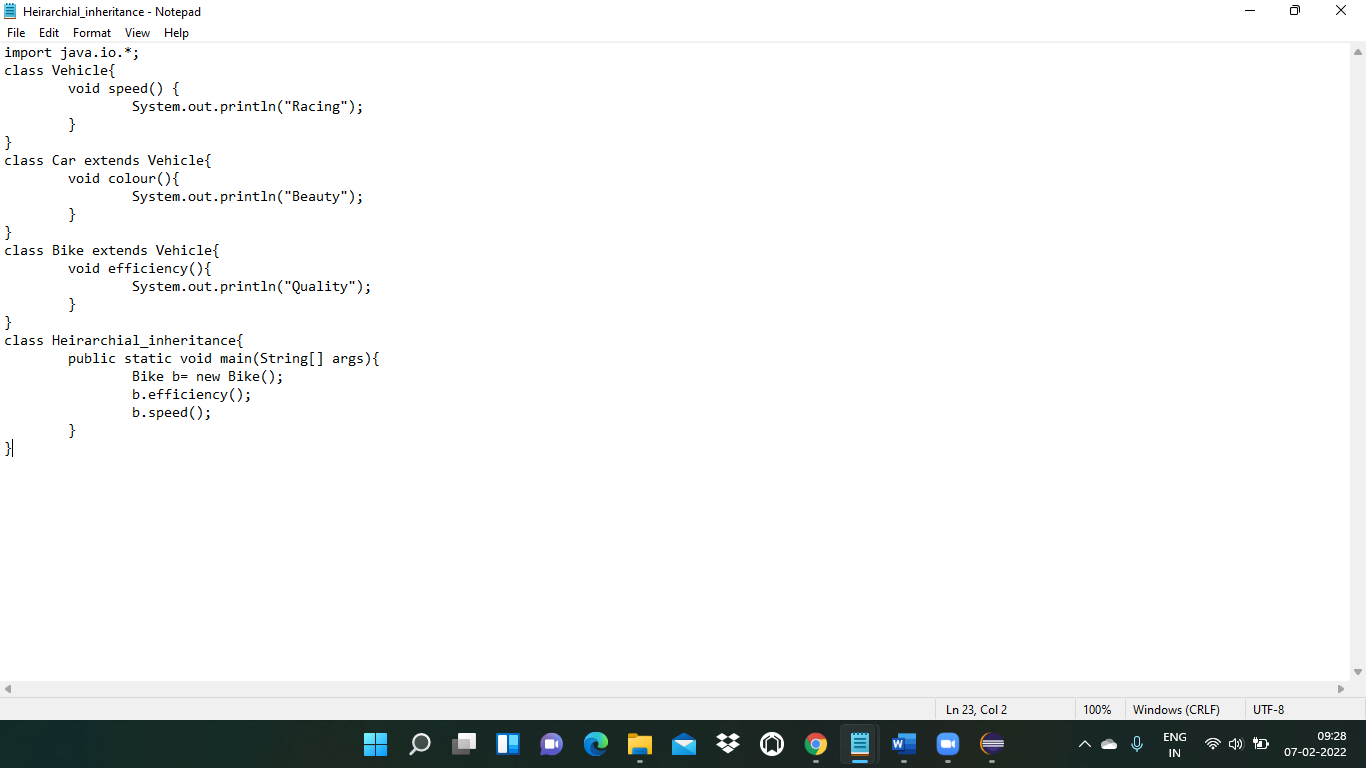 Heirarchial_inheritance - Notepad
File Edit Format View Help
import java.io.*;
class Vehicle{
        void speed() {
                System.out.println("Racing");
        }
}
class Car extends Vehicle{
        void colour(){
                System.out.println("Beauty");
        }
}
class Bike extends Vehicle{
        void efficiency(){
                System.out.println("Quality");
        }
}
class Heirarchial_inheritance{
        public static void main(String[] args){
                Bike b= new Bike();
                b.efficiency();
                b.speed();
        }
}
Ln 23, Col 2 100% Windows (CRLF) UTF-8
ENG 09:28
IN 07-02-2022